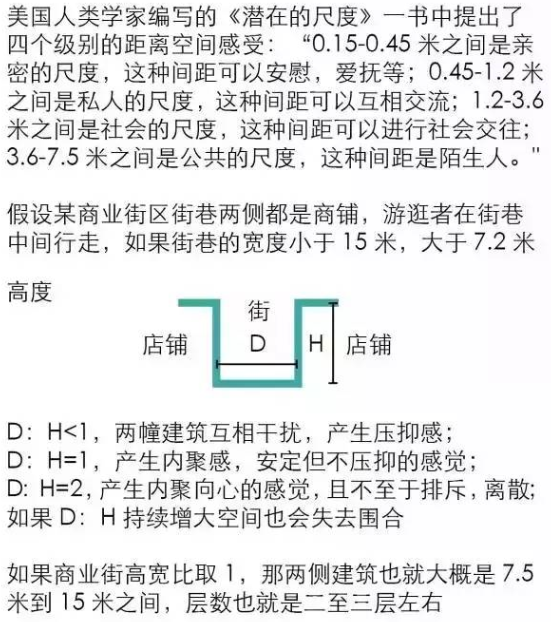 美国人类学家编写的《潜在的尺度》一书中提出了
四个级别的距离空间感受：“0.15-0.45 米之间是亲
密的尺度，这种间距可以安慰，爱抚等；0.45-1.2 米
之间是私人的尺度，这种间距可以互相交流；1.2-3.6
米之间是社会的尺度，这种间距可以进行社会交往；
3.6-7.5 米之间是公共的尺度，这种间距是陌生人。"
假设某商业街区街巷两侧都是商铺，游逛者在街巷
中间行走，如果街巷的宽度小于 15 米，大于 7.2 米
高度
街
店铺 D H 店铺
D：H<1，两幢建筑互相干扰，产生压抑感；
D：H=1，产生内聚感，安定但不压抑的感觉；
D: H=2，产生内聚向心的感觉，且不至于排斥，离散;
如果 D：H 持续增大空间也会失去围合
如果商业街高宽比取 1，那两侧建筑也就大概是 7.5
米到 15 米之间，层数也就是二至三层左右